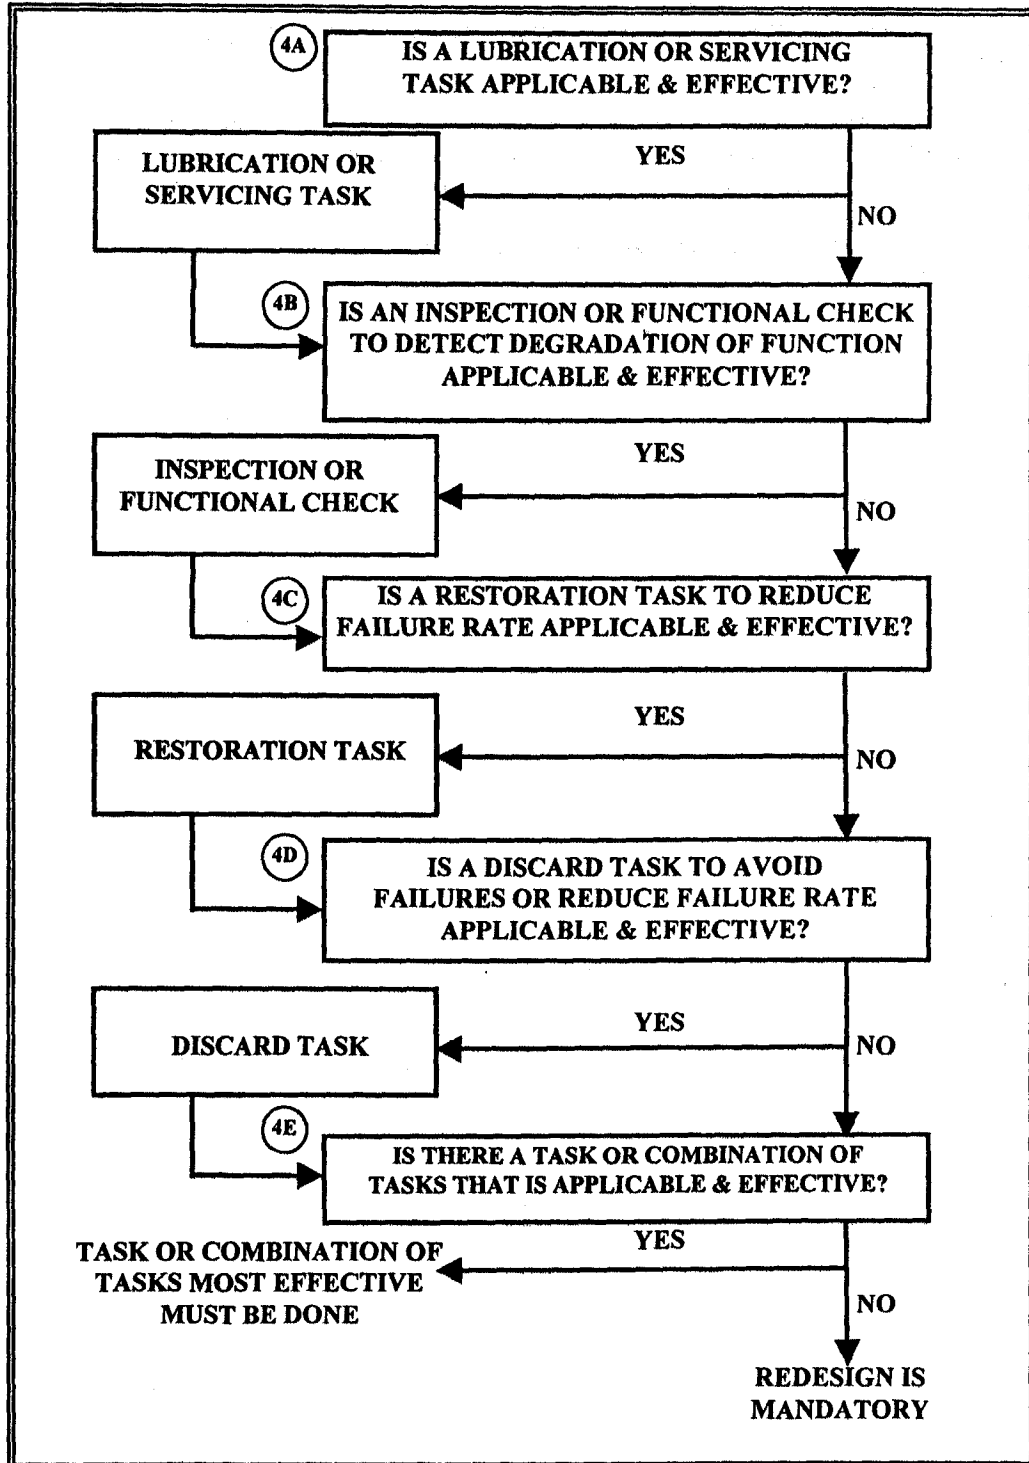 4A
IS A LUBRICATION OR SERVICING
TASK APPLICABLE & EFFECTIVE?
YES
LUBRICATION OR
SERVICING TASK
NO
4B
IS AN INSPECTION OR FUNCTIONAL CHECK
TO DETECT DEGRADATION OF FUNCTION
APPLICABLE & EFFECTIVE?
YES
INSPECTION OR
FUNCTIONAL CHECK
NO
4C
IS A RESTORATION TASK TO REDUCE
FAILURE RATE APPLICABLE & EFFECTIVE?
YES
RESTORATION TASK
NO
4D
IS A DISCARD TASK TO AVOID
FAILURES OR REDUCE FAILURE RATE
APPLICABLE & EFFECTIVE?
YES
DISCARD TASK
NO
4E
IS THERE A TASK OR COMBINATION OF
TASKS THAT IS APPLICABLE & EFFECTIVE?
YES
TASK OR COMBINATION OF
TASKS MOST EFFECTIVE
MUST BE DONE
NO
REDESIGN IS
MANDATORY